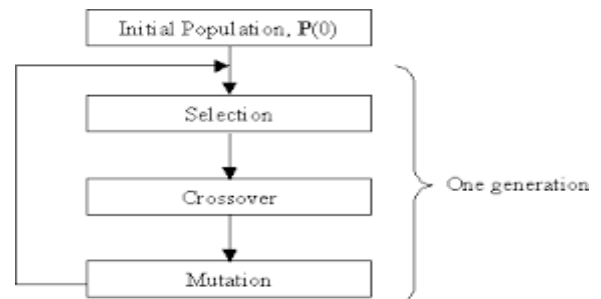 Initial Population, P(0)
Selection
Crossover
One generation
Mutation